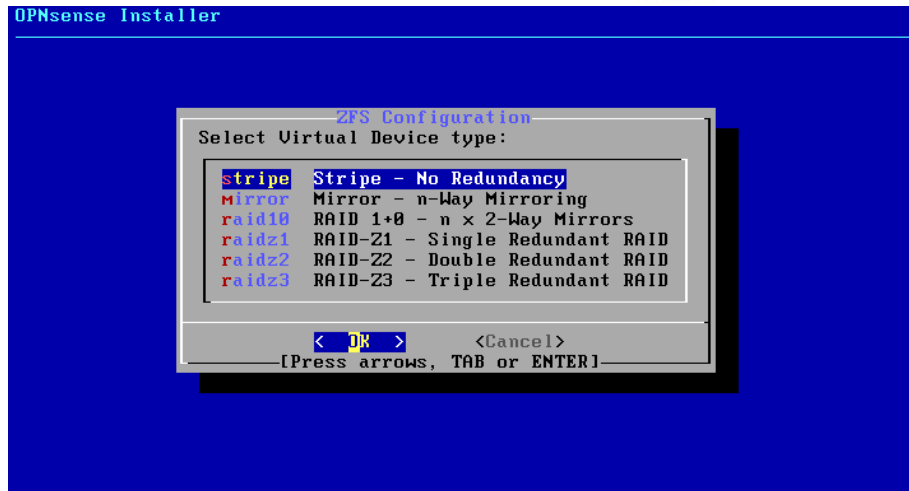 OPNsense Installer
ZFS Configuration
Select Virtual Device type:
stripe Stripe - No Redundancy
mirror Mirror - n-Way Mirroring
raid10 RAID 1+0 - n x 2-Way Mirrors
raidz1 RAID-Z1 - Single Redundant RAID
raidz2 RAID-Z2 - Double Redundant RAID
raidz3 RAID-Z3 - Triple Redundant RAID
< OK > <Cancel>
[Press arrows, TAB or ENTER]